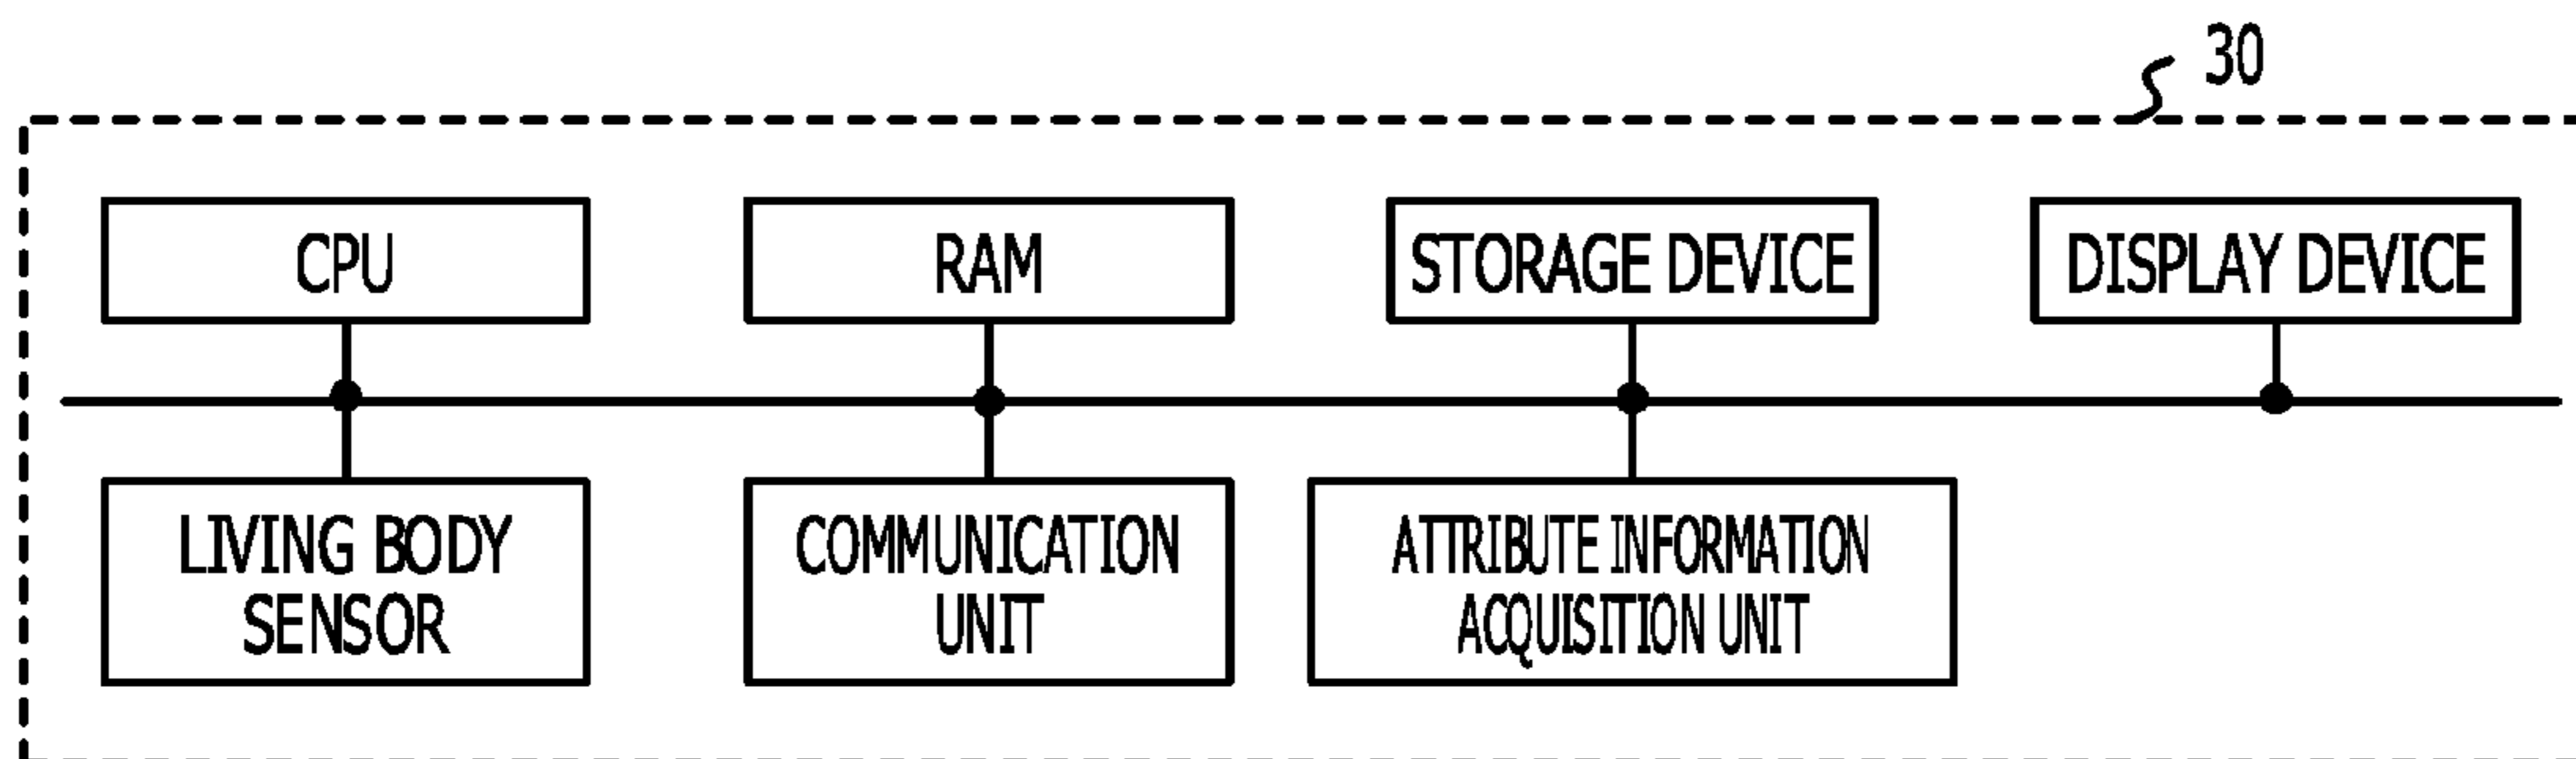 30
CPU
RAM
STORAGE DEVICE
DISPLAY DEVICE
LIVING BODY
SENSOR
COMMUNICATION
UNIT
ATTRIBUTE INFORMATION
ACQUISITION UNIT